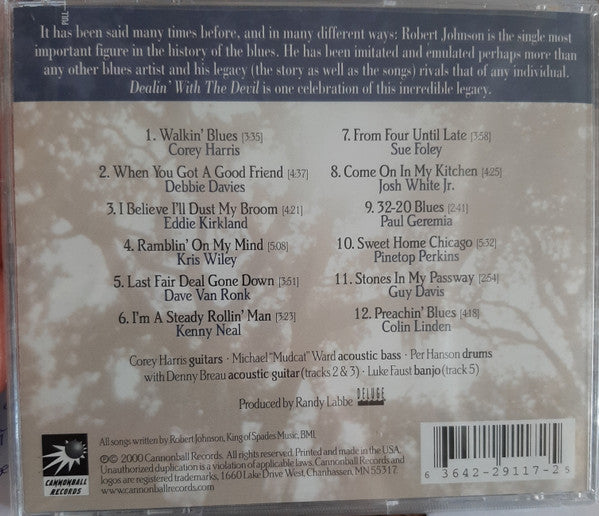 PULL
It has been said many times before, and in many different ways: Robert Johnson is the single most
important figure in the history of the blues. He has been imitated and emulated perhaps more than
any other blues artist and his legacy (the story as well as the songs) rivals that of any individual.
Dealin' With The Devil is one celebration of this incredible legacy.
1. Walkin' Blues [3:35]
Corey Harris
2. When You Got A Good Friend [4:37]
Debbie Davies
3. I Believe I'll Dust My Broom [4:21]
Eddie Kirkland
4. Ramblin' On My Mind [5:08]
Kris Wiley
5. Last Fair Deal Gone Down [3:51]
Dave Van Ronk
6. I'm A Steady Rollin' Man [3:23]
Kenny Neal
7. From Four Until Late [3:58]
Sue Foley
8. Come On In My Kitchen [4:25]
Josh White Jr.
9. 32-20 Blues [2:41]
Paul Geremia
10. Sweet Home Chicago [5:32]
Pinetop Perkins
11. Stones In My Passway [2:54]
Guy Davis
12. Preachin' Blues [4:18]
Colin Linden
Corey Harris guitars · Michael "Mudcat" Ward acoustic bass · Per Hanson drums
with Denny Breau acoustic guitar (tracks 2 & 3) · Luke Faust banjo (track 5)
Produced by Randy Labbe DELUGE
All songs written by Robert Johnson, King of Spades Music, BMI.
℗© 2000 Cannonball Records. All rights reserved. Printed and made in the USA.
Unauthorized duplication is a violation of applicable laws. Cannonball Records and
logos are registered trademarks. 1660 Lake Drive West, Chanhassen, MN 55317.
www.cannonballrecords.com
CANNONBALL
RECORDS
6 3642-29117-2 5